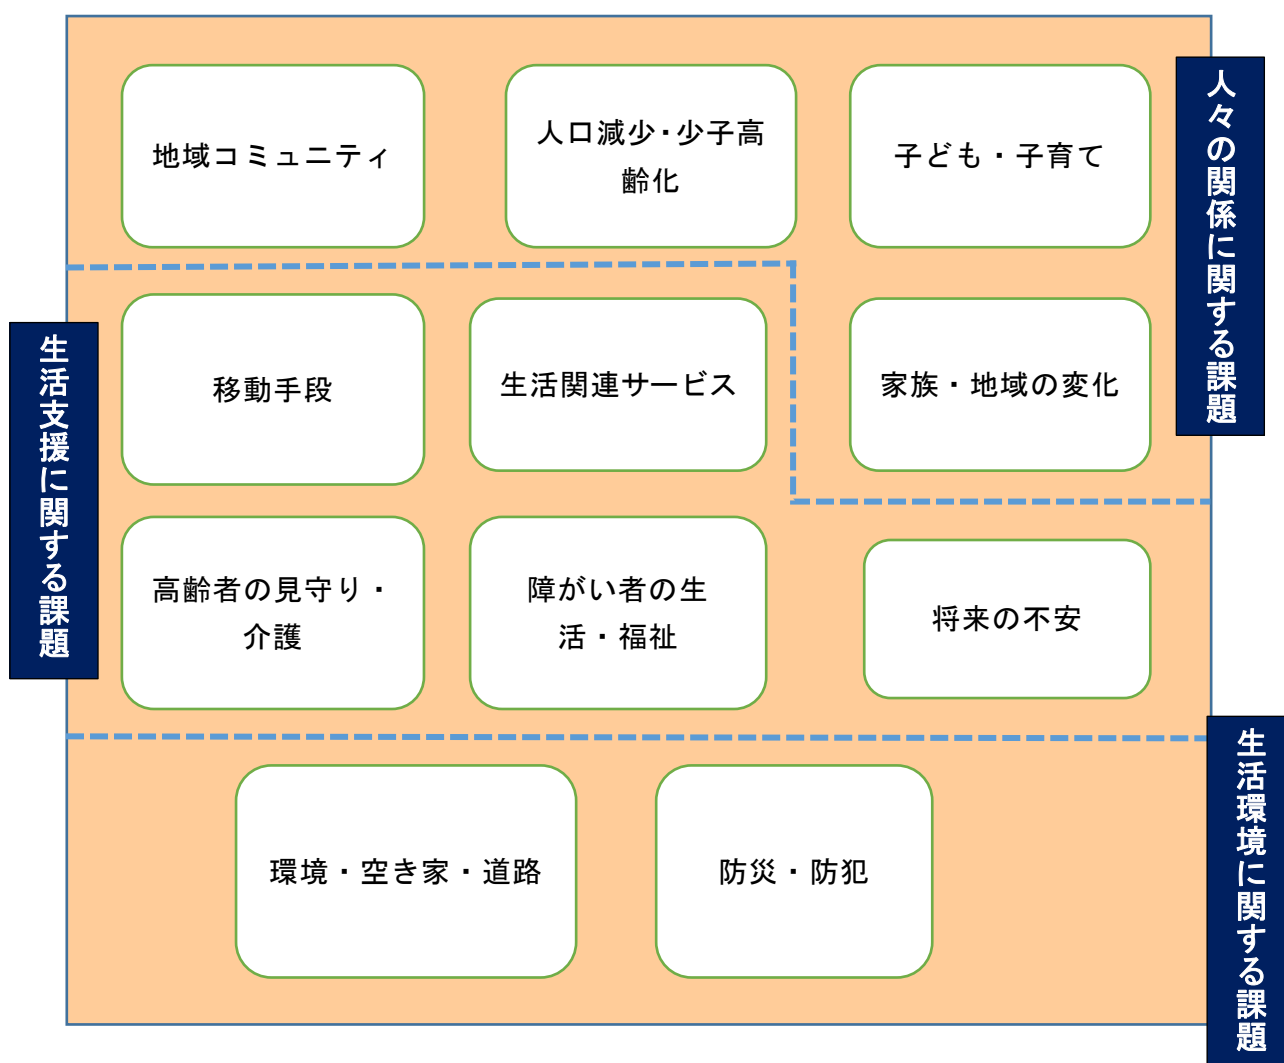 人々の関係に関する課題
地域コミュニティ
人口減少・少子高
齢化
子ども・子育て
家族・地域の変化
生活支援に関する課題
移動手段
生活関連サービス
高齢者の見守り・
介護
障がい者の生
活・福祉
将来の不安
生活環境に関する課題
環境・空き家・道路
防災・防犯